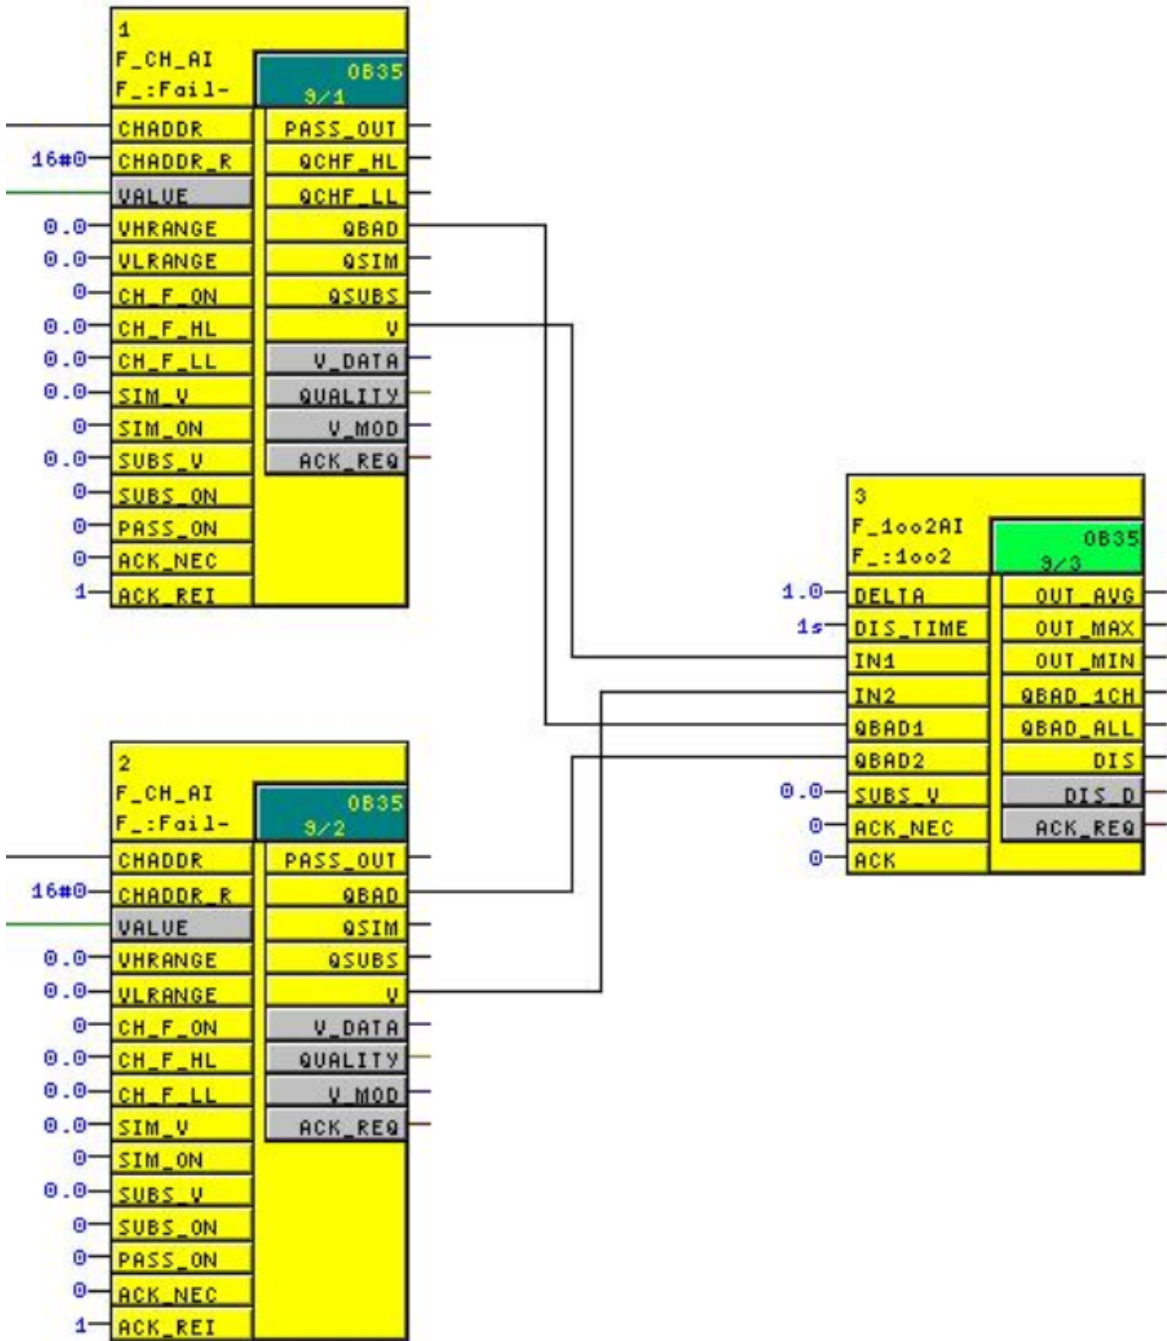 1
F_CH_AI
F_:Fail-
OB35
9/1
CHADDR PASS_OUT
16#0 CHADDR_R QCHF_HL
VALUE QCHF_LL
0.0 VHRANGE QBAD
0.0 VLRANGE QSIM
0 CH_F_ON QSUBS
0.0 CH_F_HL V
0.0 CH_F_LL V_DATA
0.0 SIM_V QUALITY
0 SIM_ON V_MOD
0.0 SUBS_V ACK_REQ
0 SUBS_ON
0 PASS_ON
0 ACK_NEC
1 ACK_REI
3
F_1oo2AI
F_:1oo2
OB35
9/3
1.0 DELTA OUT_AVG
1s DIS_TIME OUT_MAX
IN1 OUT_MIN
IN2 QBAD_1CH
QBAD1 QBAD_ALL
QBAD2 DIS
0.0 SUBS_V DIS_D
0 ACK_NEC ACK_REQ
0 ACK
2
F_CH_AI
F_:Fail-
OB35
9/2
CHADDR PASS_OUT
16#0 CHADDR_R QBAD
VALUE QSIM
0.0 VHRANGE QSUBS
0.0 VLRANGE V
0 CH_F_ON V_DATA
0.0 CH_F_HL QUALITY
0.0 CH_F_LL V_MOD
0.0 SIM_V ACK_REQ
0 SIM_ON
0.0 SUBS_V
0 SUBS_ON
0 PASS_ON
0 ACK_NEC
1 ACK_REI